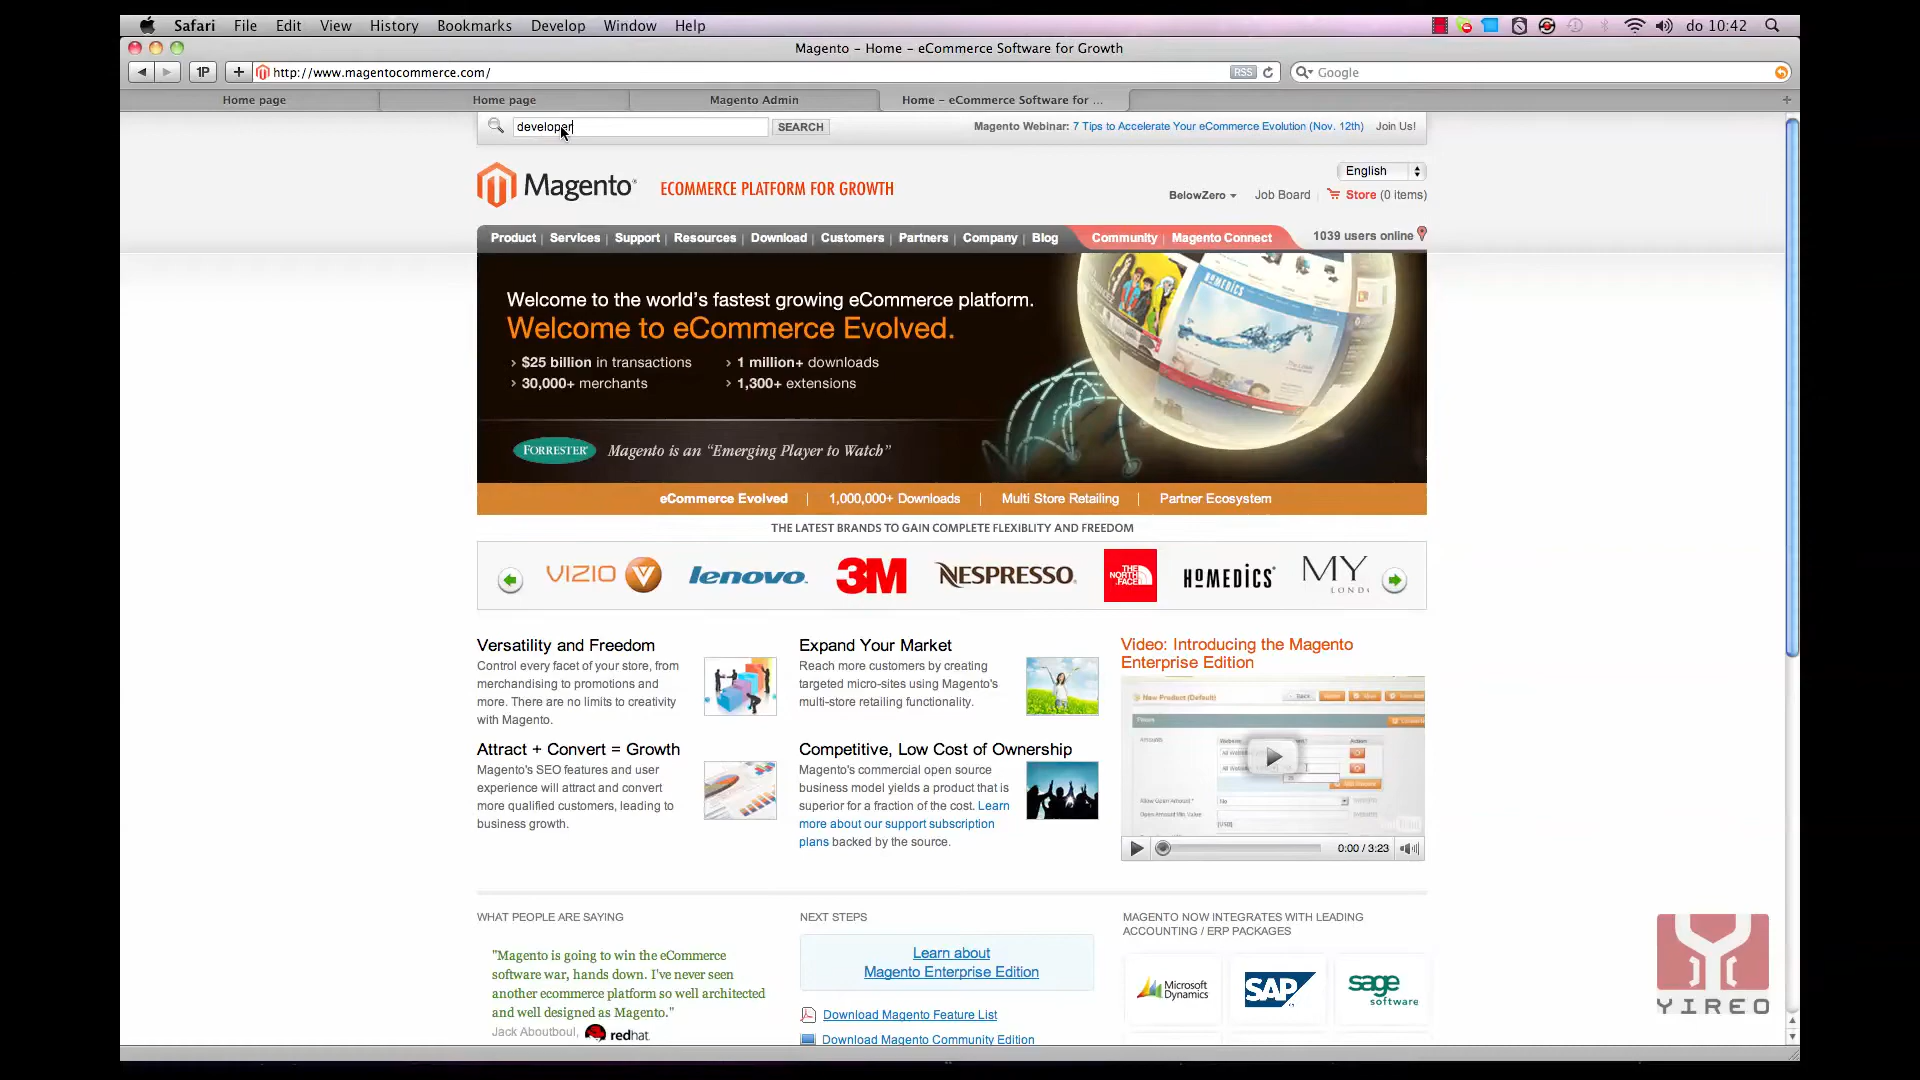 Safari File Edit View History Bookmarks Develop Window Help do 10:42
Magento – Home – eCommerce Software for Growth
1P http://www.magentocommerce.com/ RSS Google
Home page Home page Magento Admin Home – eCommerce Software for ...
developer SEARCH Magento Webinar: 7 Tips to Accelerate Your eCommerce Evolution (Nov. 12th) Join Us!
English
Magento ECOMMERCE PLATFORM FOR GROWTH
BelowZero Job Board Store (0 items)
Product Services Support Resources Download Customers Partners Company Blog Community Magento Connect 1039 users online
Welcome to the world's fastest growing eCommerce platform.
Welcome to eCommerce Evolved.
› $25 billion in transactions › 1 million+ downloads
› 30,000+ merchants › 1,300+ extensions
FORRESTER Magento is an "Emerging Player to Watch"
HOMEDICS
eCommerce Evolved 1,000,000+ Downloads Multi Store Retailing Partner Ecosystem
THE LATEST BRANDS TO GAIN COMPLETE FLEXIBLITY AND FREEDOM
VIZIO V lenovo. 3M NESPRESSO. THE NORTH FACE HOMEDICS MY
LOND
Versatility and Freedom
Control every facet of your store, from
merchandising to promotions and
more. There are no limits to creativity
with Magento.
Expand Your Market
Reach more customers by creating
targeted micro-sites using Magento's
multi-store retailing functionality.
Video: Introducing the Magento
Enterprise Edition
New Product (Default)
0:00 / 3:23
Attract + Convert = Growth
Magento's SEO features and user
experience will attract and convert
more qualified customers, leading to
business growth.
Competitive, Low Cost of Ownership
Magento's commercial open source
business model yields a product that is
superior for a fraction of the cost. Learn
more about our support subscription
plans backed by the source.
WHAT PEOPLE ARE SAYING
"Magento is going to win the eCommerce
software war, hands down. I've never seen
another ecommerce platform so well architected
and well designed as Magento."
Jack Aboutboul, redhat.
NEXT STEPS
Learn about
Magento Enterprise Edition
Download Magento Feature List
Download Magento Community Edition
MAGENTO NOW INTEGRATES WITH LEADING
ACCOUNTING / ERP PACKAGES
Microsoft Dynamics SAP sage software
YIREO